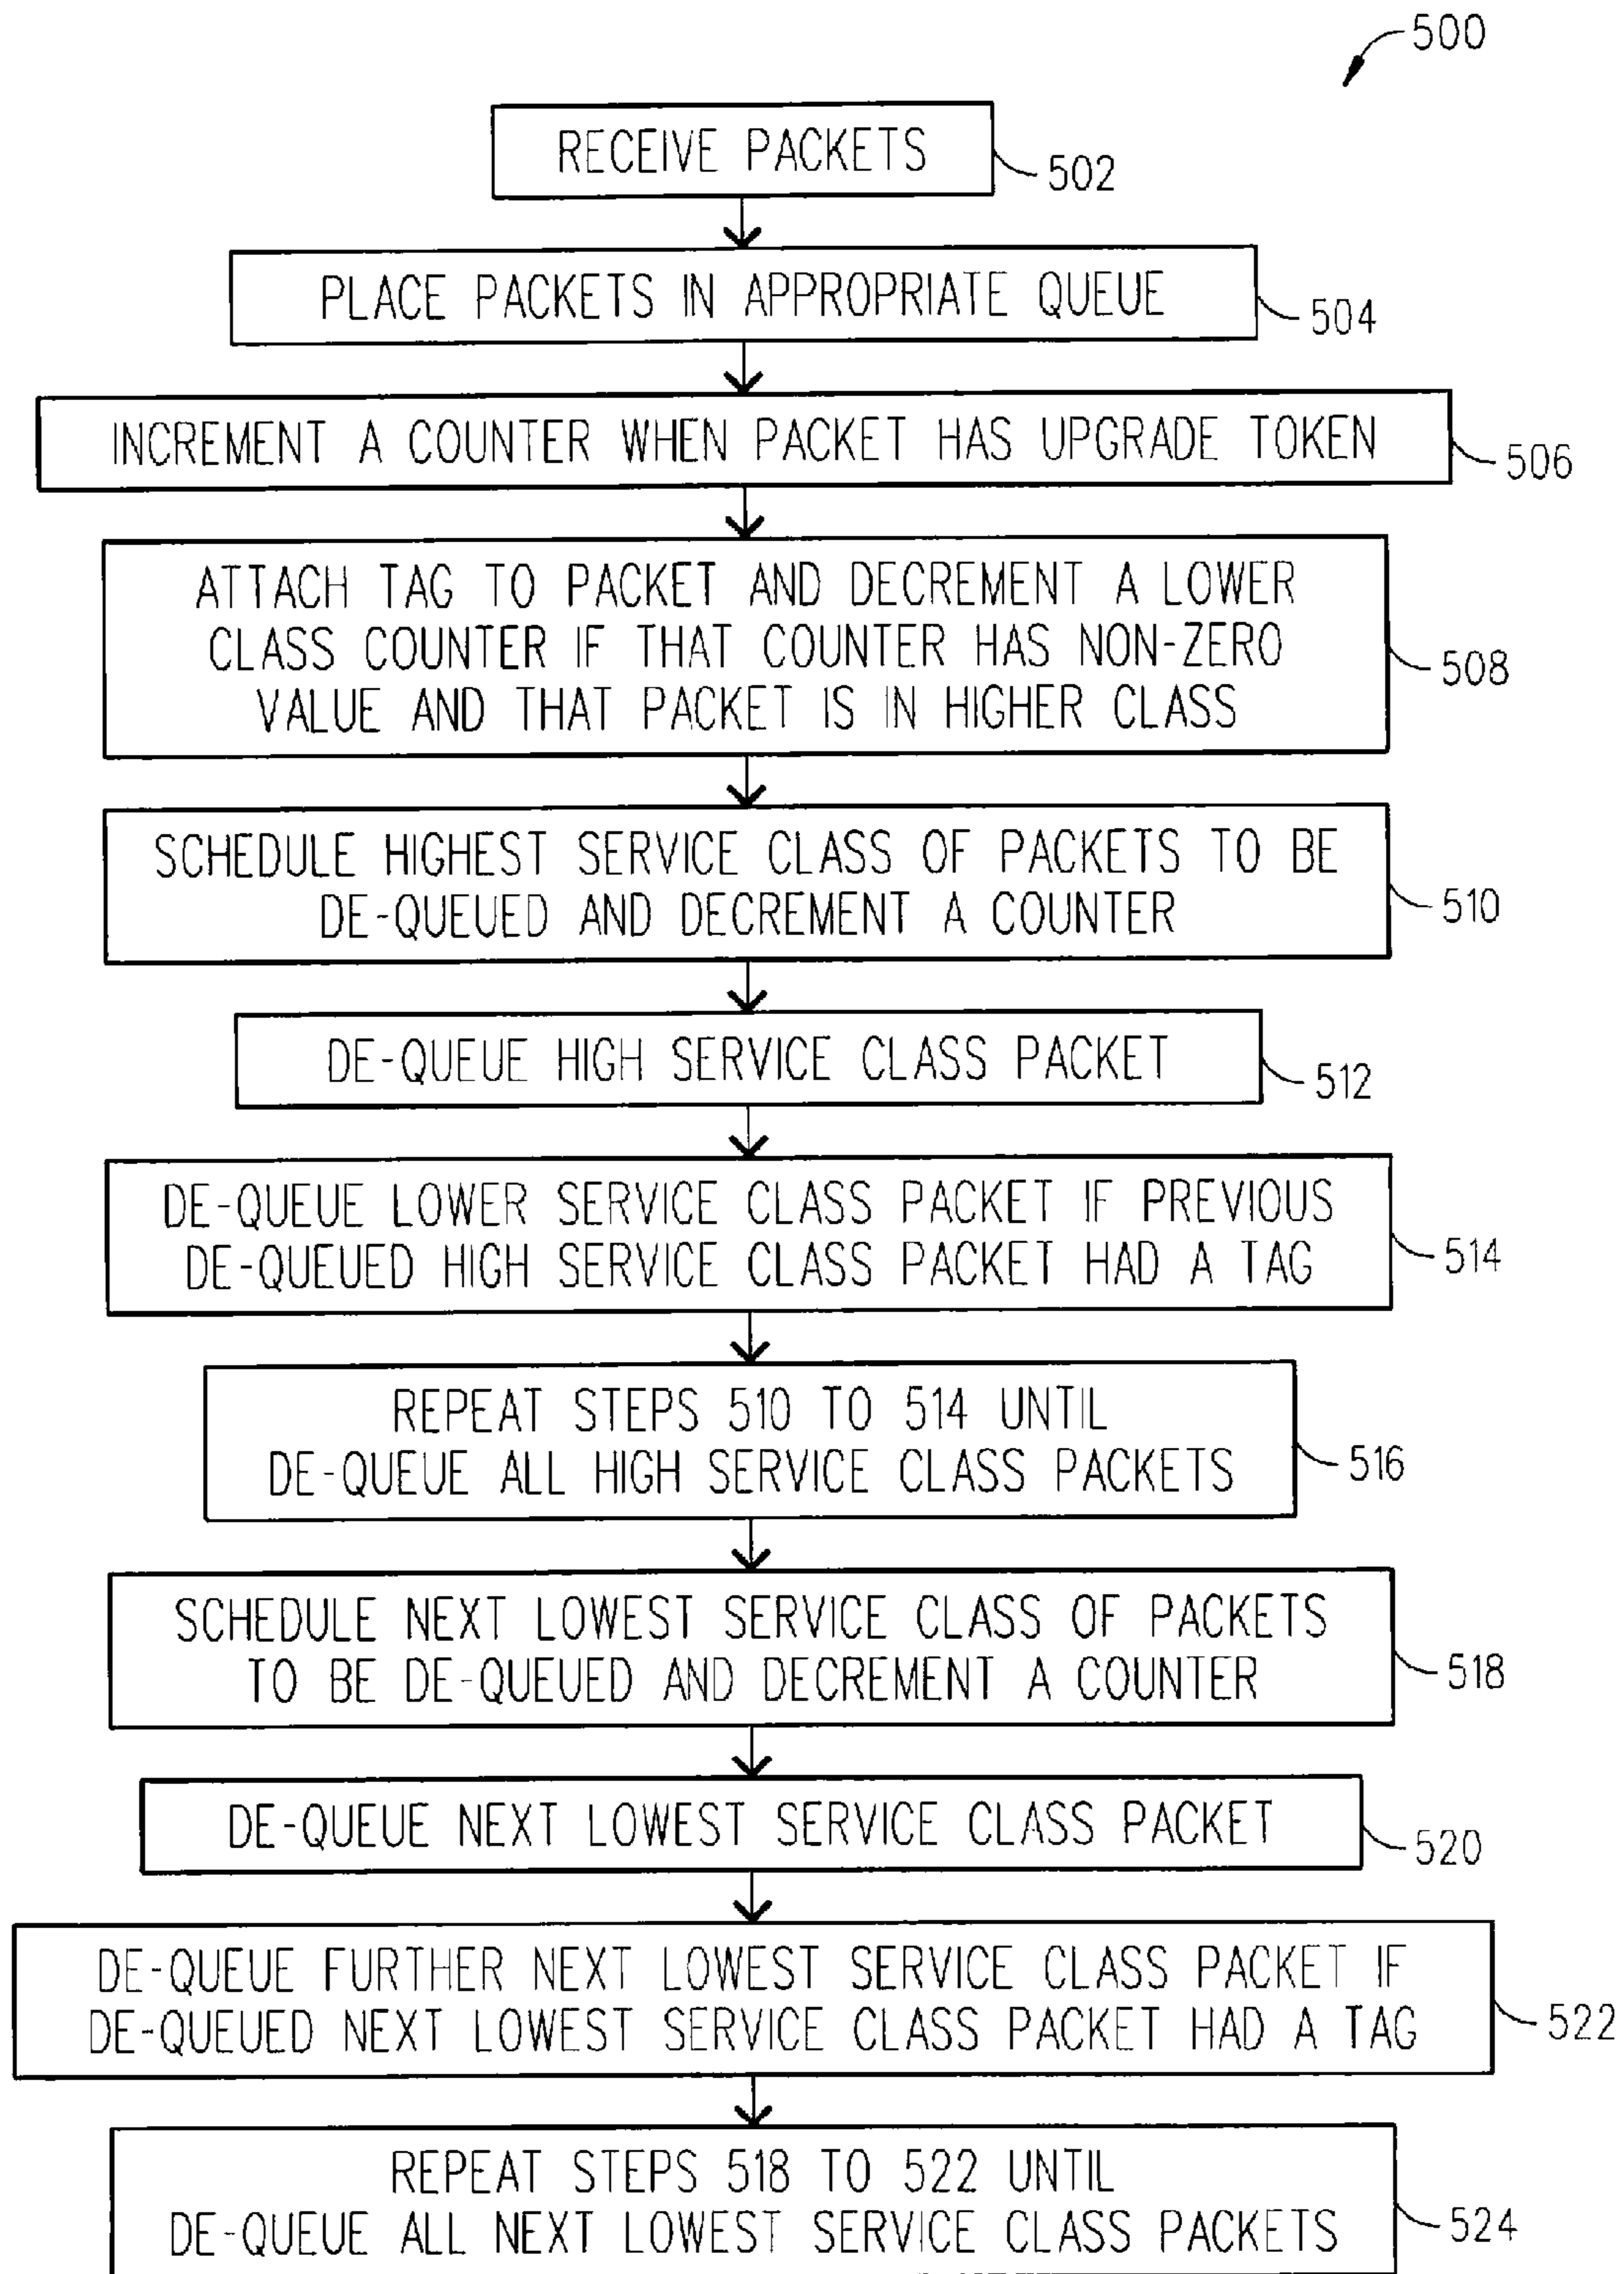 500
RECEIVE PACKETS
502
PLACE PACKETS IN APPROPRIATE QUEUE
504
INCREMENT A COUNTER WHEN PACKET HAS UPGRADE TOKEN
506
ATTACH TAG TO PACKET AND DECREMENT A LOWER
CLASS COUNTER IF THAT COUNTER HAS NON-ZERO
VALUE AND THAT PACKET IS IN HIGHER CLASS
508
SCHEDULE HIGHEST SERVICE CLASS OF PACKETS TO BE
DE-QUEUED AND DECREMENT A COUNTER
510
DE-QUEUE HIGH SERVICE CLASS PACKET
512
DE-QUEUE LOWER SERVICE CLASS PACKET IF PREVIOUS
DE-QUEUED HIGH SERVICE CLASS PACKET HAD A TAG
514
REPEAT STEPS 510 TO 514 UNTIL
DE-QUEUE ALL HIGH SERVICE CLASS PACKETS
516
SCHEDULE NEXT LOWEST SERVICE CLASS OF PACKETS
TO BE DE-QUEUED AND DECREMENT A COUNTER
518
DE-QUEUE NEXT LOWEST SERVICE CLASS PACKET
520
DE-QUEUE FURTHER NEXT LOWEST SERVICE CLASS PACKET IF
DE-QUEUED NEXT LOWEST SERVICE CLASS PACKET HAD A TAG
522
REPEAT STEPS 518 TO 522 UNTIL
DE-QUEUE ALL NEXT LOWEST SERVICE CLASS PACKETS
524